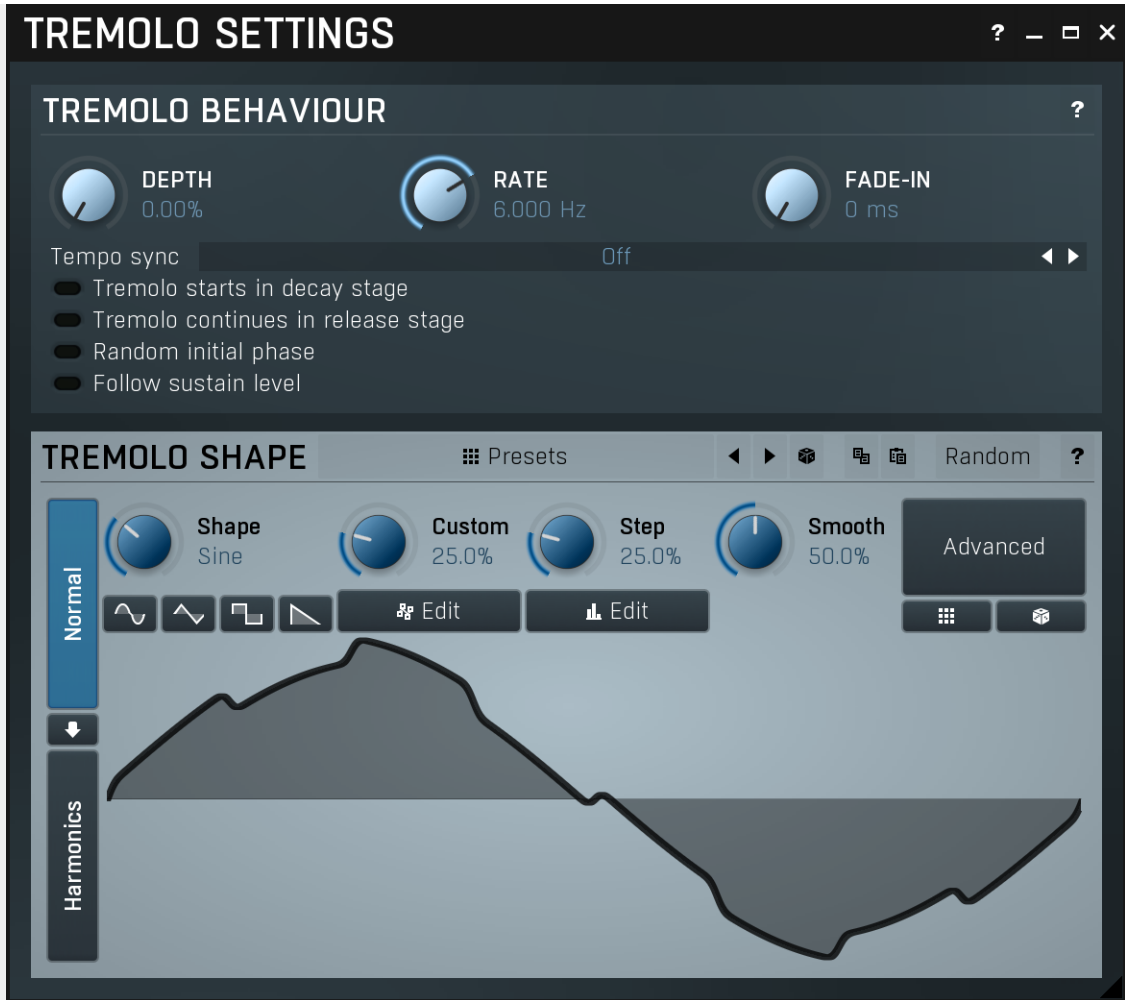 TREMOLO SETTINGS ?
TREMOLO BEHAVIOUR ?
DEPTH RATE FADE-IN
0.00% 6.000 Hz 0 ms
Tempo sync Off
Tremolo starts in decay stage
Tremolo continues in release stage
Random initial phase
Follow sustain level
TREMOLO SHAPE Presets Random ?
Shape Custom Step Smooth
Sine 25.0% 25.0% 50.0%
Advanced
Edit Edit
Normal
Harmonics